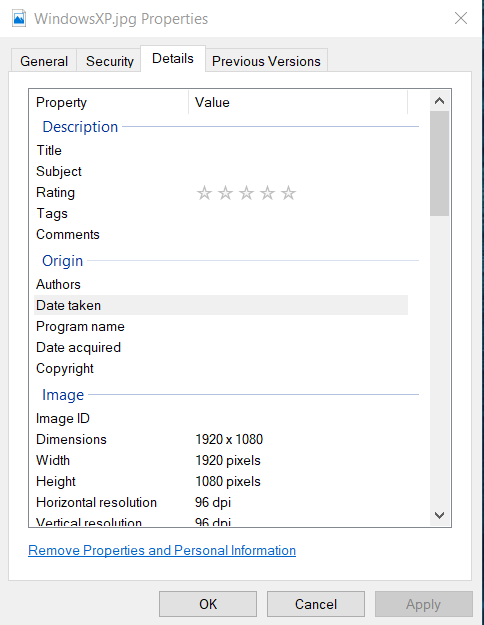 WindowsXP.jpg Properties
General Security Details Previous Versions
Property Value
Description
Title
Subject
Rating
Tags
Comments
Origin
Authors
Date taken
Program name
Date acquired
Copyright
Image
Image ID
Dimensions 1920 x 1080
Width 1920 pixels
Height 1080 pixels
Horizontal resolution 96 dpi
Vertical resolution 96 dpi
Remove Properties and Personal Information
OK Cancel Apply